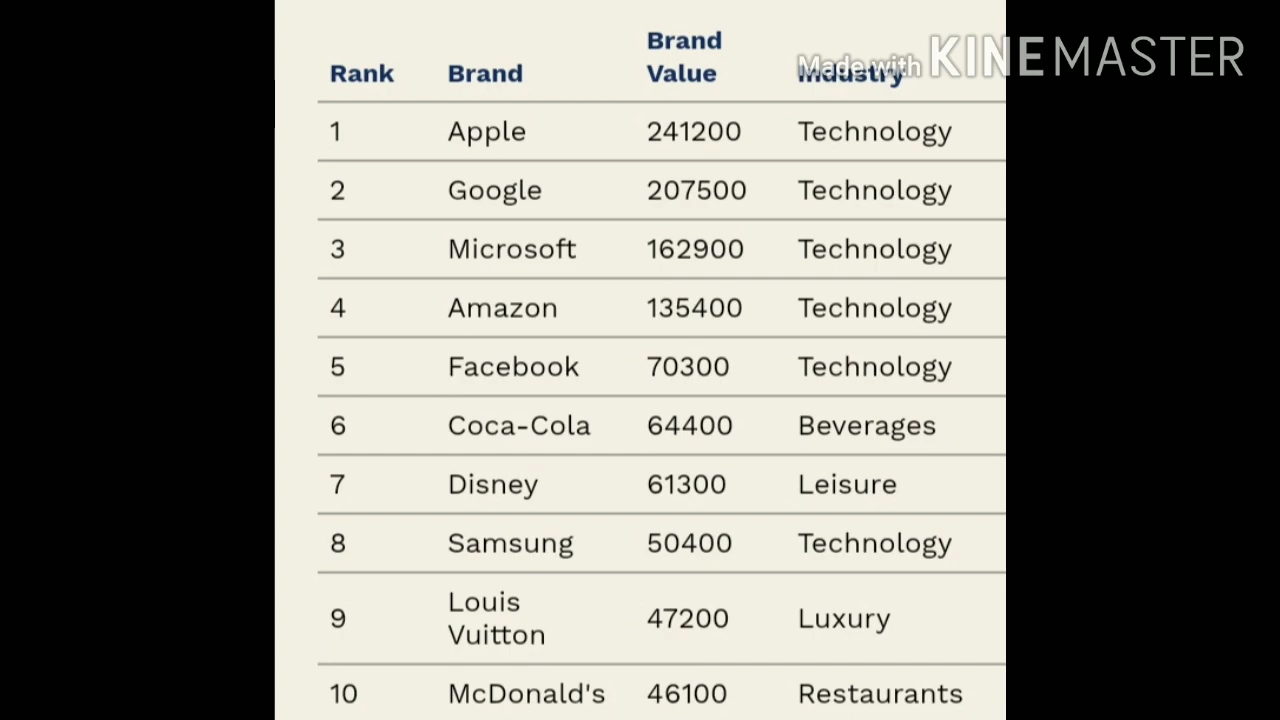 Made with KINEMASTER
Brand
Rank Brand Value Industry
1 Apple 241200 Technology
2 Google 207500 Technology
3 Microsoft 162900 Technology
4 Amazon 135400 Technology
5 Facebook 70300 Technology
6 Coca-Cola 64400 Beverages
7 Disney 61300 Leisure
8 Samsung 50400 Technology
Louis
9 47200 Luxury
Vuitton
10 McDonald's 46100 Restaurants